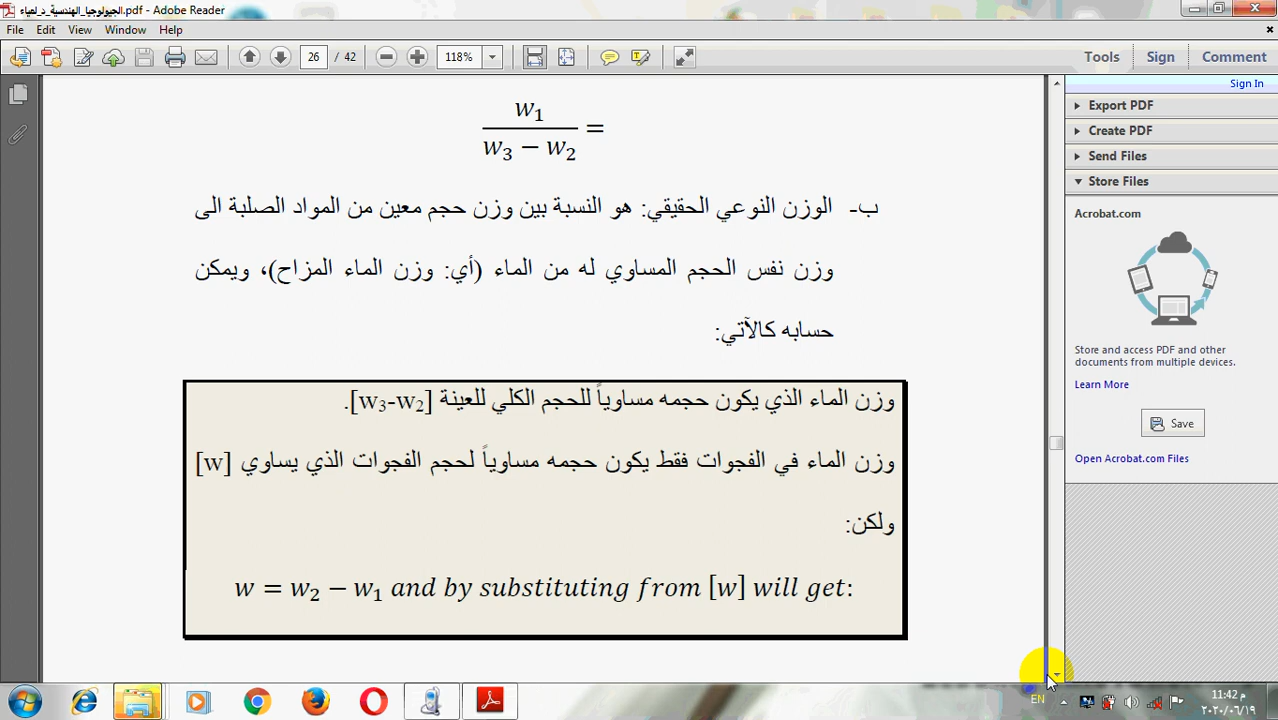 الجيولوجيا_الهندسية_د_لمياء.pdf - Adobe Reader
File Edit View Window Help
26 / 42 118% Tools Sign Comment
Sign In
Export PDF
Create PDF
Send Files
Store Files
Acrobat.com
Store and access PDF and other
documents from multiple devices.
Learn More
Save
Open Acrobat.com Files
w₁
w₃ − w₂ =
ب- الوزن النوعي الحقيقي: هو النسبة بين وزن حجم معين من المواد الصلبة الى
وزن نفس الحجم المساوي له من الماء (أي: وزن الماء المزاح)، ويمكن
حسابه كالآتي:
وزن الماء الذي يكون حجمه مساوياً للحجم الكلي للعينة [w₃-w₂].
وزن الماء في الفجوات فقط يكون حجمه مساوياً لحجم الفجوات الذي يساوي [w]
ولكن:
w = w₂ − w₁ and by substituting from [w] will get:
EN
11:42 م
٢٠٢٠/٠٦/١٩